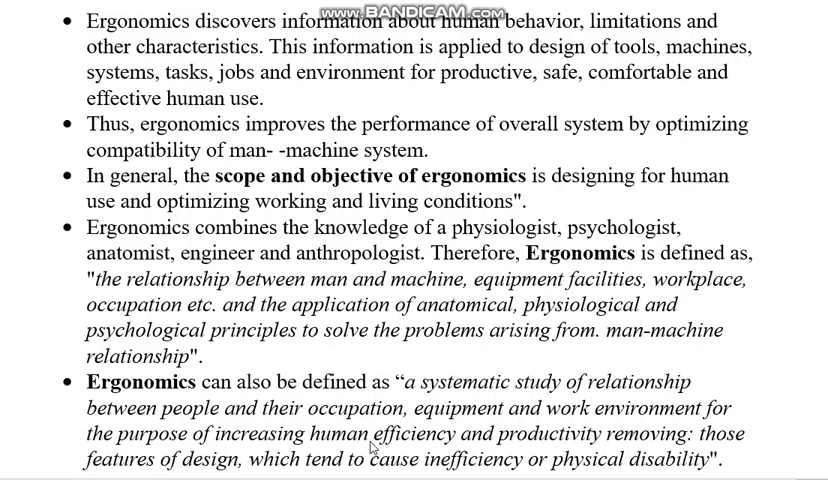 www.BANDICAM.com
• Ergonomics discovers information about human behavior, limitations and
other characteristics. This information is applied to design of tools, machines,
systems, tasks, jobs and environment for productive, safe, comfortable and
effective human use.
• Thus, ergonomics improves the performance of overall system by optimizing
compatibility of man- -machine system.
• In general, the scope and objective of ergonomics is designing for human
use and optimizing working and living conditions".
• Ergonomics combines the knowledge of a physiologist, psychologist,
anatomist, engineer and anthropologist. Therefore, Ergonomics is defined as,
"the relationship between man and machine, equipment facilities, workplace,
occupation etc. and the application of anatomical, physiological and
psychological principles to solve the problems arising from. man-machine
relationship".
• Ergonomics can also be defined as “a systematic study of relationship
between people and their occupation, equipment and work environment for
the purpose of increasing human efficiency and productivity removing: those
features of design, which tend to cause inefficiency or physical disability".